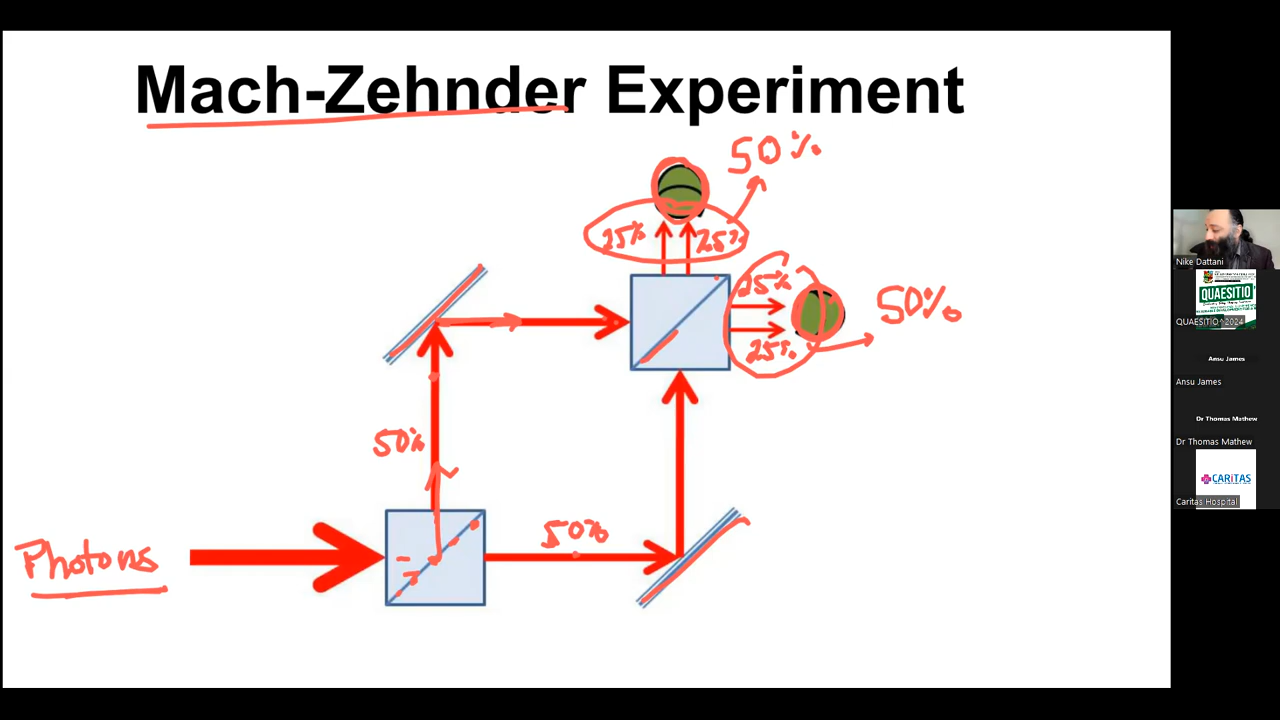 Mach-Zehnder Experiment
50%
25% 25%
25%
50%
25%
50%
50%
Photons
Nike Dattani
QUAESITIO
QUAESITIO 2024
Ansu James
Ansu James
Dr Thomas Mathew
Dr Thomas Mathew
CARITAS
HOSPITAL
Caritas Hospital